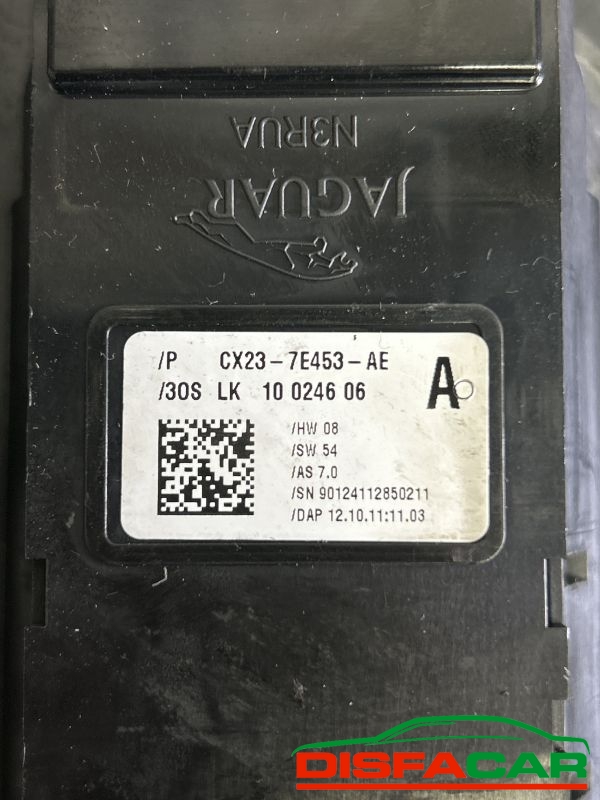 N3RUA
JAGUAR
/P CX23-7E453-AE
/3OS LK 10 0246 06
A
/HW 08
/SW 54
/AS 7.0
/SN 90124112850211
/DAP 12.10.11:11.03
DISFACAR